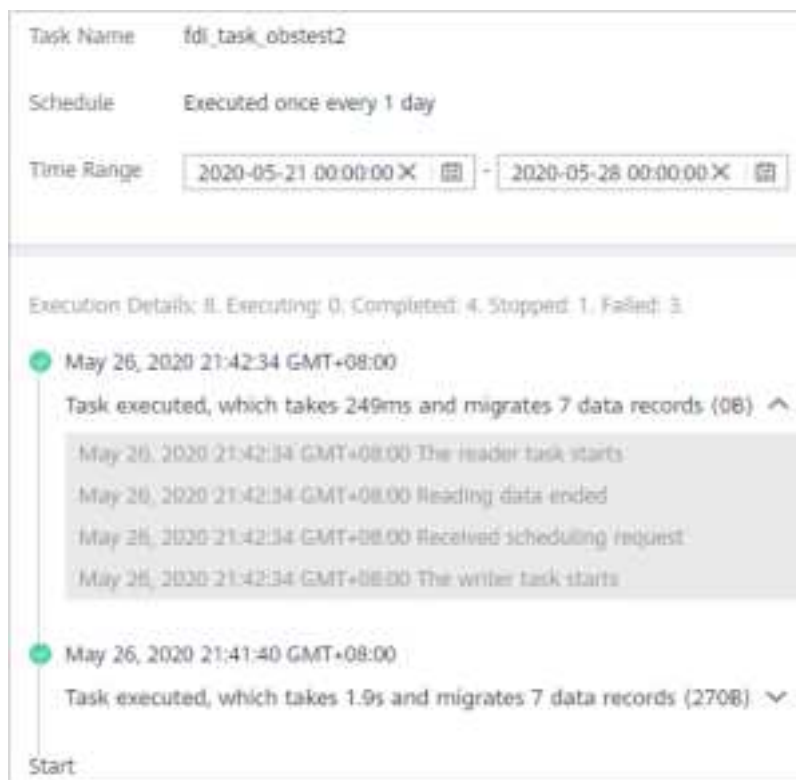 Task Name fdi_task_obstest2
Schedule Executed once every 1 day
Time Range 2020-05-21 00:00:00 × - 2020-05-28 00:00:00 ×
Execution Details: 8. Executing: 0. Completed: 4. Stopped: 1. Failed: 3.
May 26, 2020 21:42:34 GMT+08:00
Task executed, which takes 249ms and migrates 7 data records (0B)
May 26, 2020 21:42:34 GMT+08:00 The reader task starts
May 26, 2020 21:42:34 GMT+08:00 Reading data ended
May 26, 2020 21:42:34 GMT+08:00 Received scheduling request
May 26, 2020 21:42:34 GMT+08:00 The writer task starts
May 26, 2020 21:41:40 GMT+08:00
Task executed, which takes 1.9s and migrates 7 data records (270B)
Start